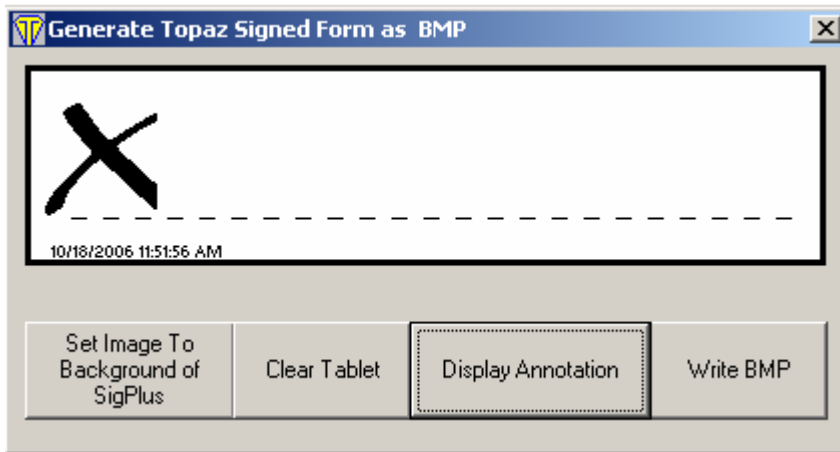 Generate Topaz Signed Form as BMP
X
10/18/2006 11:51:56 AM
Set Image To
Background of
SigPlus
Clear Tablet
Display Annotation
Write BMP